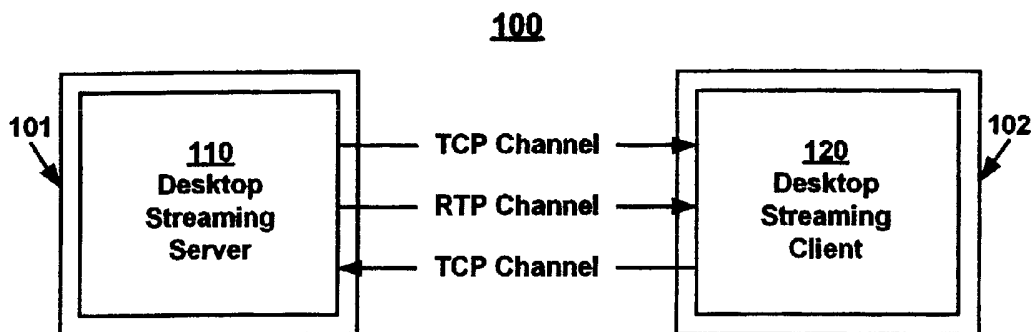 100
101
110
Desktop
Streaming
Server
TCP Channel
RTP Channel
TCP Channel
120
Desktop
Streaming
Client
102